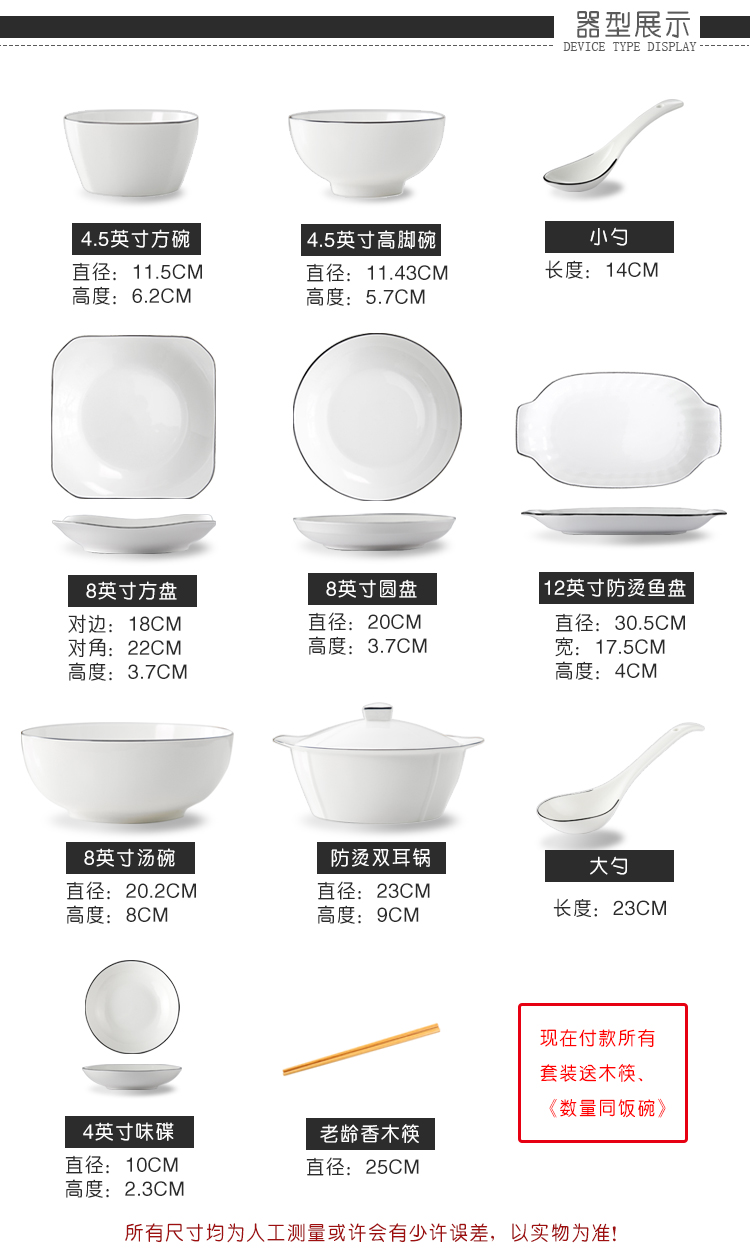 器型展示
DEVICE TYPE DISPLAY
4.5英寸方碗
直径：11.5CM
高度：6.2CM
4.5英寸高脚碗
直径：11.43CM
高度：5.7CM
小勺
长度：14CM
8英寸方盘
对边：18CM
对角：22CM
高度：3.7CM
8英寸圆盘
直径：20CM
高度：3.7CM
12英寸防烫鱼盘
直径：30.5CM
宽：17.5CM
高度：4CM
8英寸汤碗
直径：20.2CM
高度：8CM
防烫双耳锅
直径：23CM
高度：9CM
大勺
长度：23CM
4英寸味碟
直径：10CM
高度：2.3CM
老龄香木筷
直径：25CM
现在付款所有
套装送木筷、
《数量同饭碗》
所有尺寸均为人工测量或许会有少许误差，以实物为准!